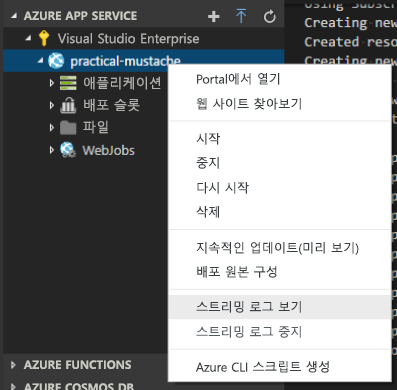 AZURE APP SERVICE
Visual Studio Enterprise
practical-mustache
애플리케이션
배포 슬롯
파일
WebJobs
AZURE FUNCTIONS
AZURE COSMOS DB
Creating new
Created reso
Creating new
Portal에서 열기
웹 사이트 찾아보기
시작
중지
다시 시작
삭제
지속적인 업데이트(미리 보기)
배포 원본 구성
스트리밍 로그 보기
스트리밍 로그 중지
Azure CLI 스크립트 생성